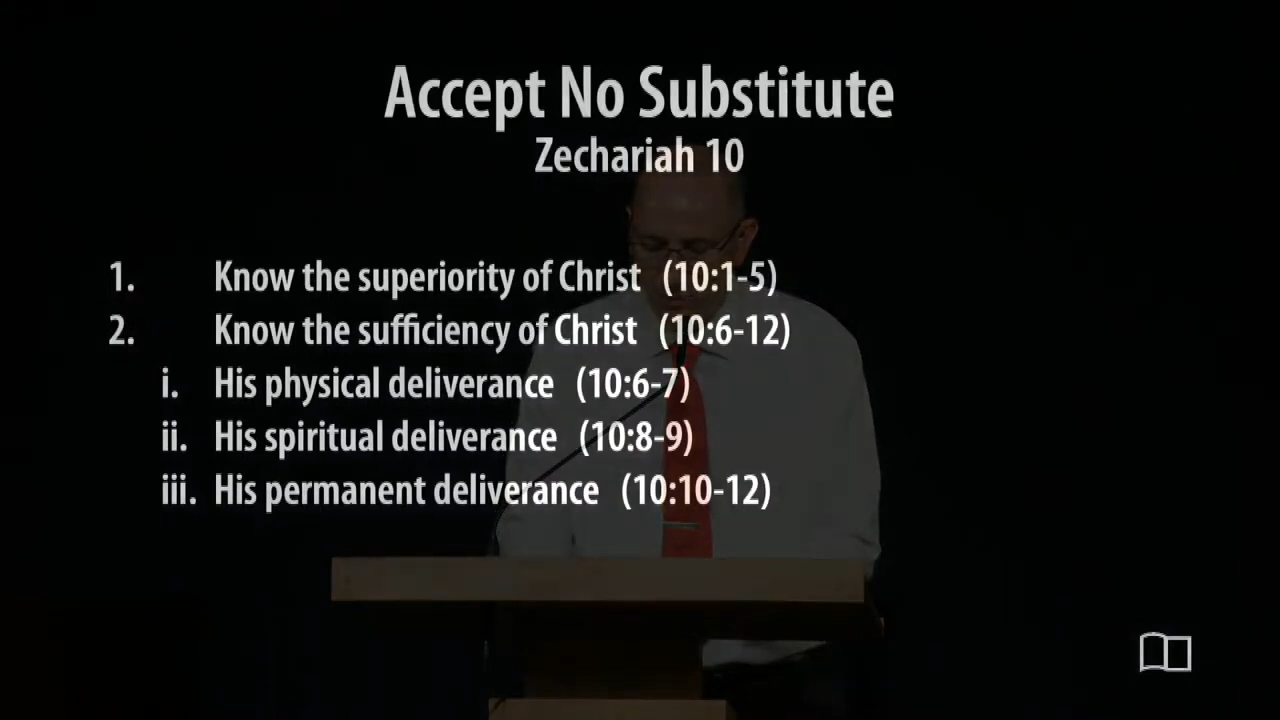 Accept No Substitute
Zechariah 10
1. Know the superiority of Christ (10:1-5)
2. Know the sufficiency of Christ (10:6-12)
i. His physical deliverance (10:6-7)
ii. His spiritual deliverance (10:8-9)
iii. His permanent deliverance (10:10-12)